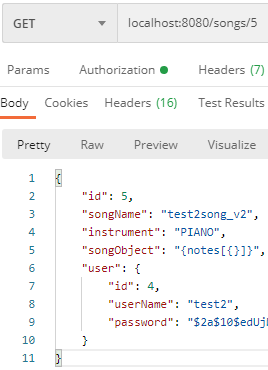 GET localhost:8080/songs/5
Params Authorization Headers (7)
Body Cookies Headers (16) Test Results
Pretty Raw Preview Visualize
1 {
2 "id": 5,
3 "songName": "test2song_v2",
4 "instrument": "PIANO",
5 "songObject": "{notes[{}]}",
6 "user": {
7 "id": 4,
8 "userName": "test2",
9 "password": "$2a$10$edUj
10 }
11 }